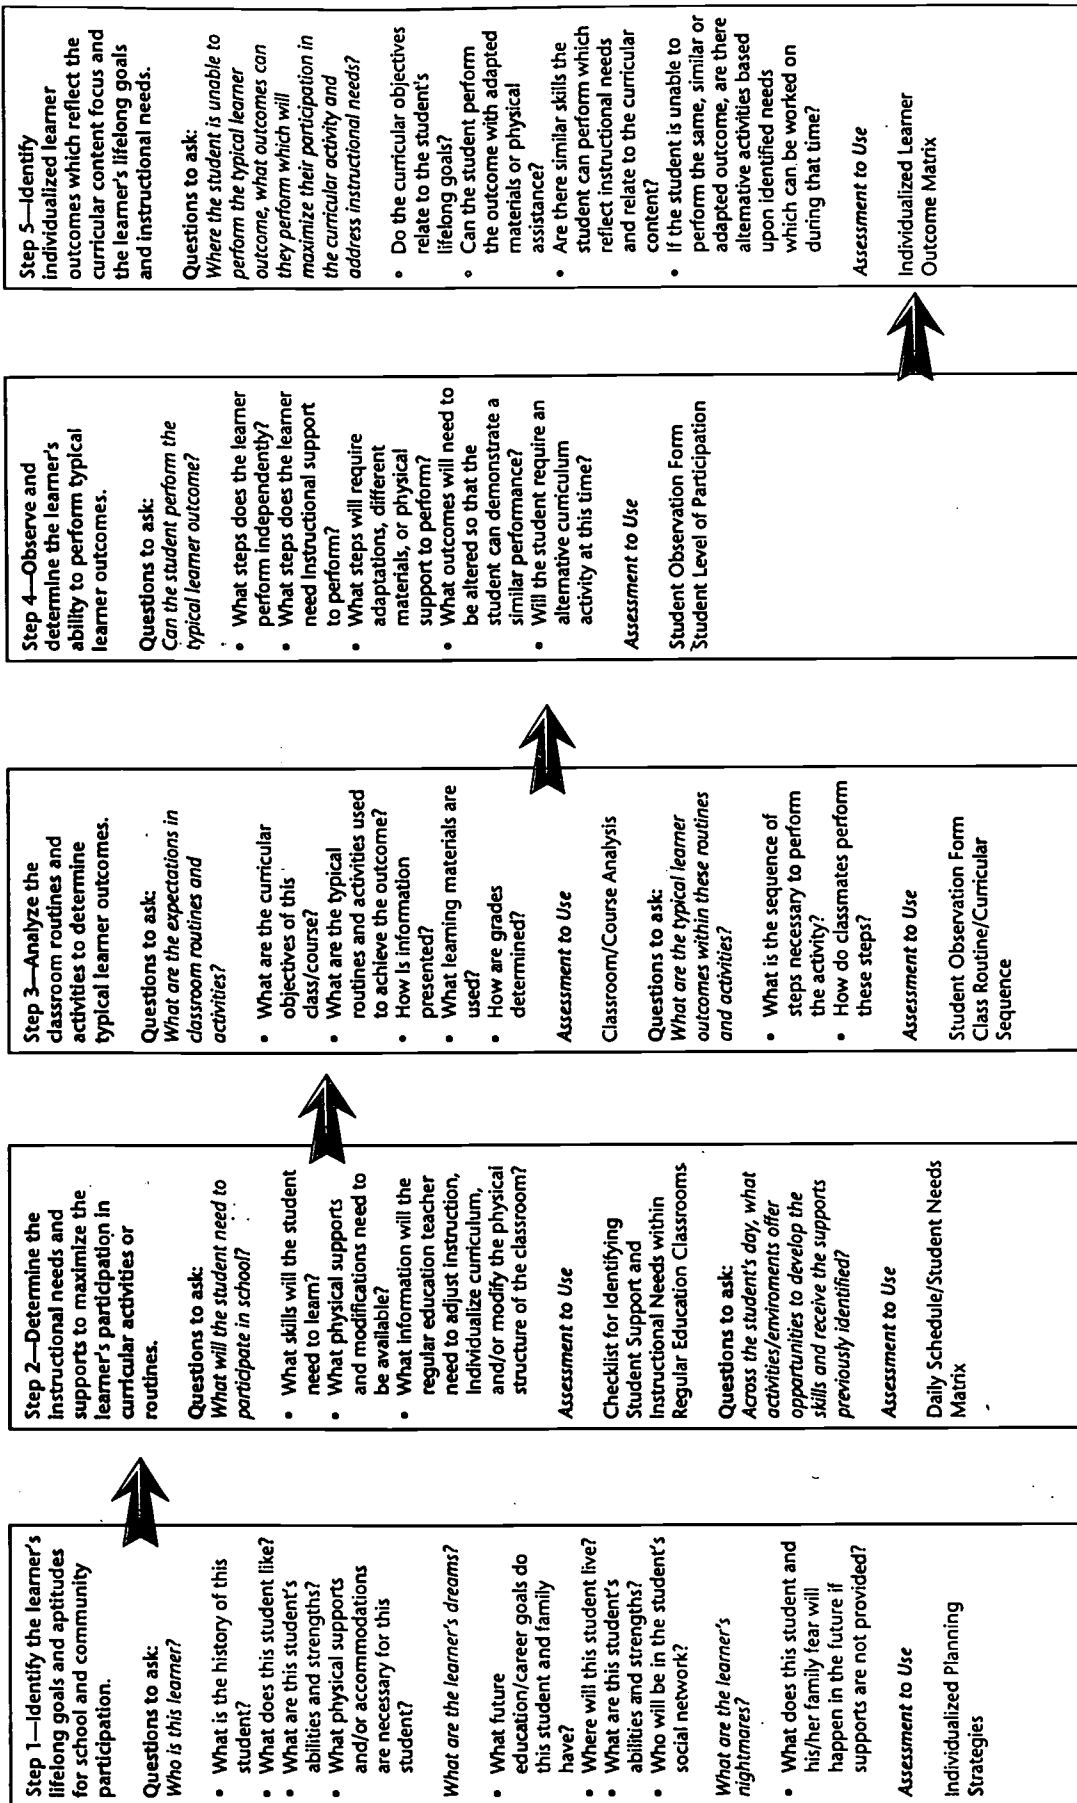 Step 1—Identify the learner's
lifelong goals and aptitudes
for school and community
participation.
Questions to ask:
Who is this learner?
• What is the history of this
student?
• What does this student like?
• What are this student's
abilities and strengths?
• What physical supports
and/or accommodations
are necessary for this
student?
What are the learner's dreams?
• What future
education/career goals do
this student and family
have?
• Where will this student live?
• What are this student's
abilities and strengths?
• Who will be in the student's
social network?
What are the learner's
nightmares?
• What does this student and
his/her family fear will
happen in the future if
supports are not provided?
Assessment to Use
Individualized Planning
Strategies
Step 2—Determine the
instructional needs and
supports to maximize the
learner's participation in
curricular activities or
routines.
Questions to ask:
What will the student need to
participate in school?
• What skills will the student
need to learn?
• What physical supports
and modifications need to
be available?
• What information will the
regular education teacher
need to adjust instruction,
individualize curriculum,
and/or modify the physical
structure of the classroom?
Assessment to Use
Checklist for Identifying
Student Support and
Instructional Needs within
Regular Education Classrooms
Questions to ask:
Across the student's day, what
activities/enviroments offer
opportunities to develop the
skills and receive the supports
previously identified?
Assessment to Use
Daily Schedule/Student Needs
Matrix
Step 3—Analyze the
classroom routines and
activities to determine
typical learner outcomes.
Questions to ask:
What are the expectations in
classroom routines and
activities?
• What are the curricular
objectives of this
class/course?
• What are the typical
routines and activities used
to achieve the outcome?
• How is information
presented?
• What learning materials are
used?
• How are grades
determined?
Assessment to Use
Classroom/Course Analysis
Questions to ask:
What are the typical learner
outcomes within these routines
and activities?
• What is the sequence of
steps necessary to perform
the activity?
• How do classmates perform
these steps?
Assessment to Use
Student Observation Form
Class Routine/Curricular
Sequence
Step 4—Observe and
determine the learner's
ability to perform typical
learner outcomes.
Questions to ask:
Can the student perform the
typical learner outcome?
• What steps does the learner
perform independently?
• What steps does the learner
need Instructional support
to perform?
• What steps will require
adaptations, different
materials, or physical
support to perform?
• What outcomes will need to
be altered so that the
student can demonstrate a
similar performance?
• Will the student require an
alternative curriculum
activity at this time?
Assessment to Use
Student Observation Form
Student Level of Participation
Step 5—Identify
individualized learner
outcomes which reflect the
curricular content focus and
the learner's lifelong goals
and instructional needs.
Questions to ask:
Where the student is unable to
perform the typical learner
outcome, what outcomes can
they perform which will
maximize their participation in
the curricular activity and
address instructional needs?
• Do the curricular objectives
relate to the student's
lifelong goals?
• Can the student perform
the outcome with adapted
materials or physical
assistance?
• Are there similar skills the
student can perform which
reflect instructional needs
and relate to the curricular
content?
• If the student is unable to
perform the same, similar or
adapted outcome, are there
alternative activities based
upon identified needs
which can be worked on
during that time?
Assessment to Use
Individualized Learner
Outcome Matrix